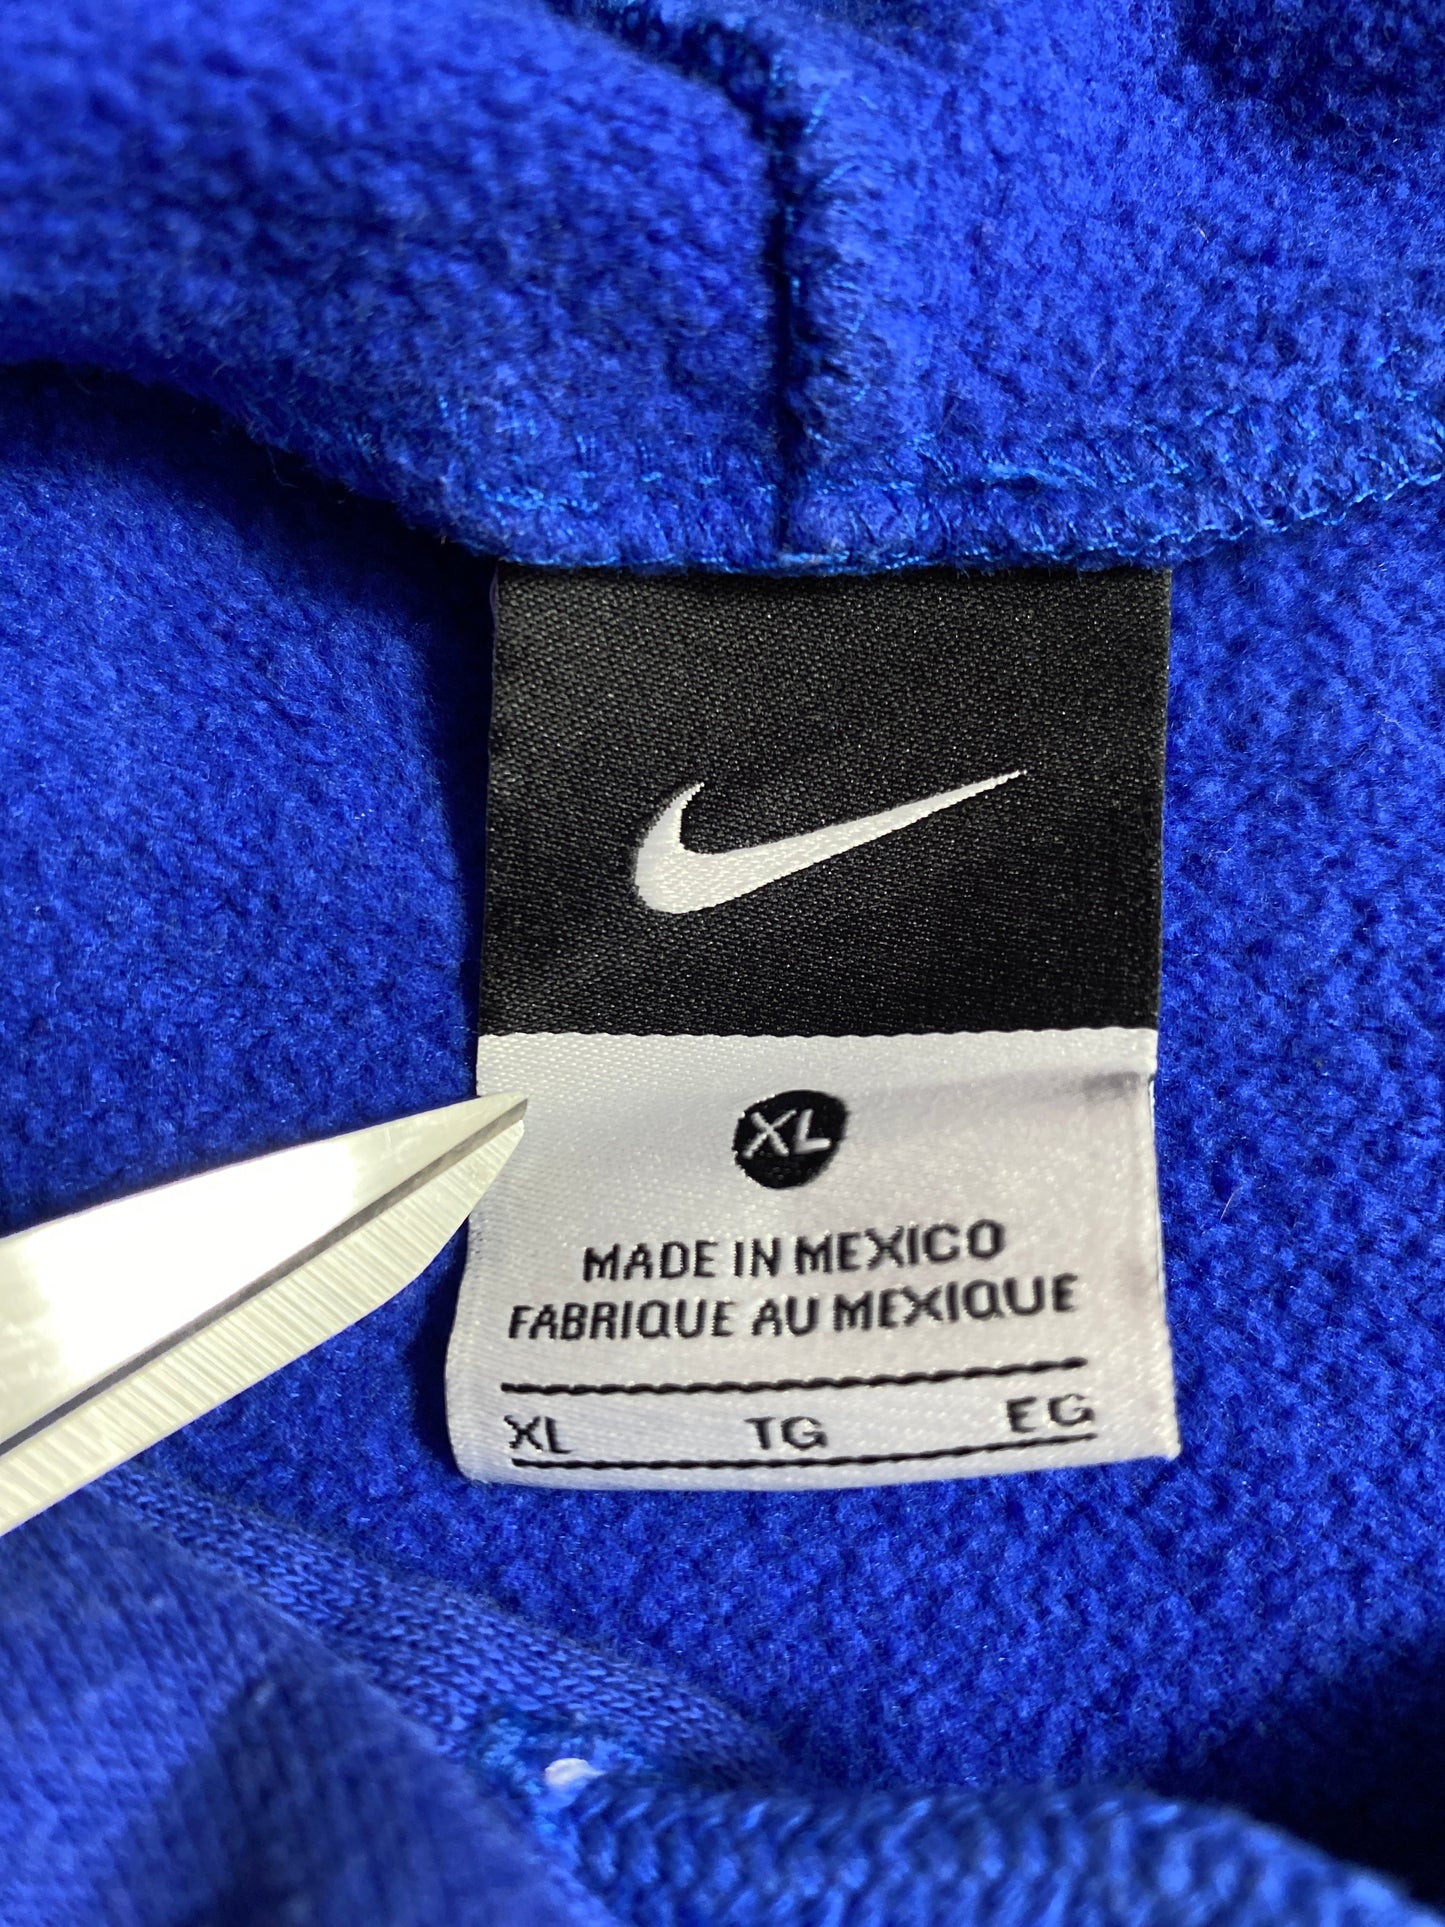 XL
MADE IN MEXICO
FABRIQUE AU MEXIQUE
XL TG EG